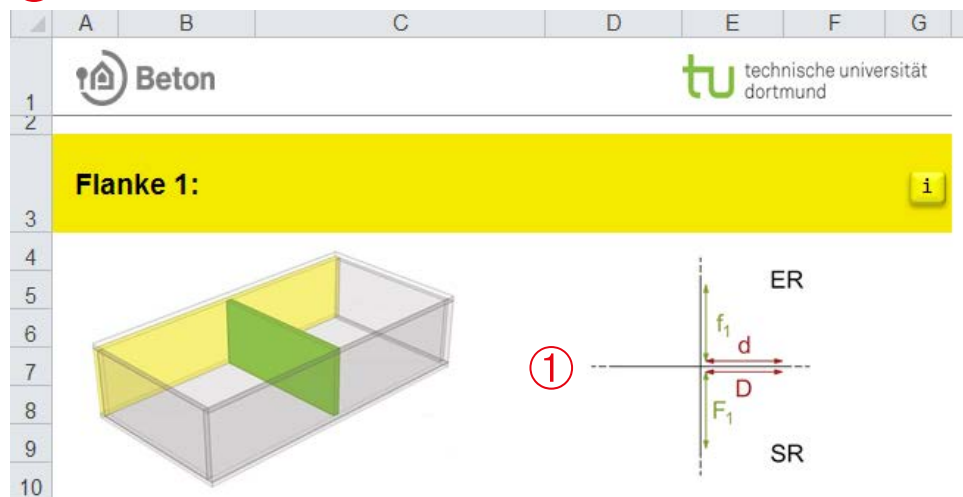 A B C D E F G
1
Beton
tu technische universität
dortmund
2
3
Flanke 1:
i
4
5
ER
6
f1
7
1
d
8
D
F1
9
SR
10